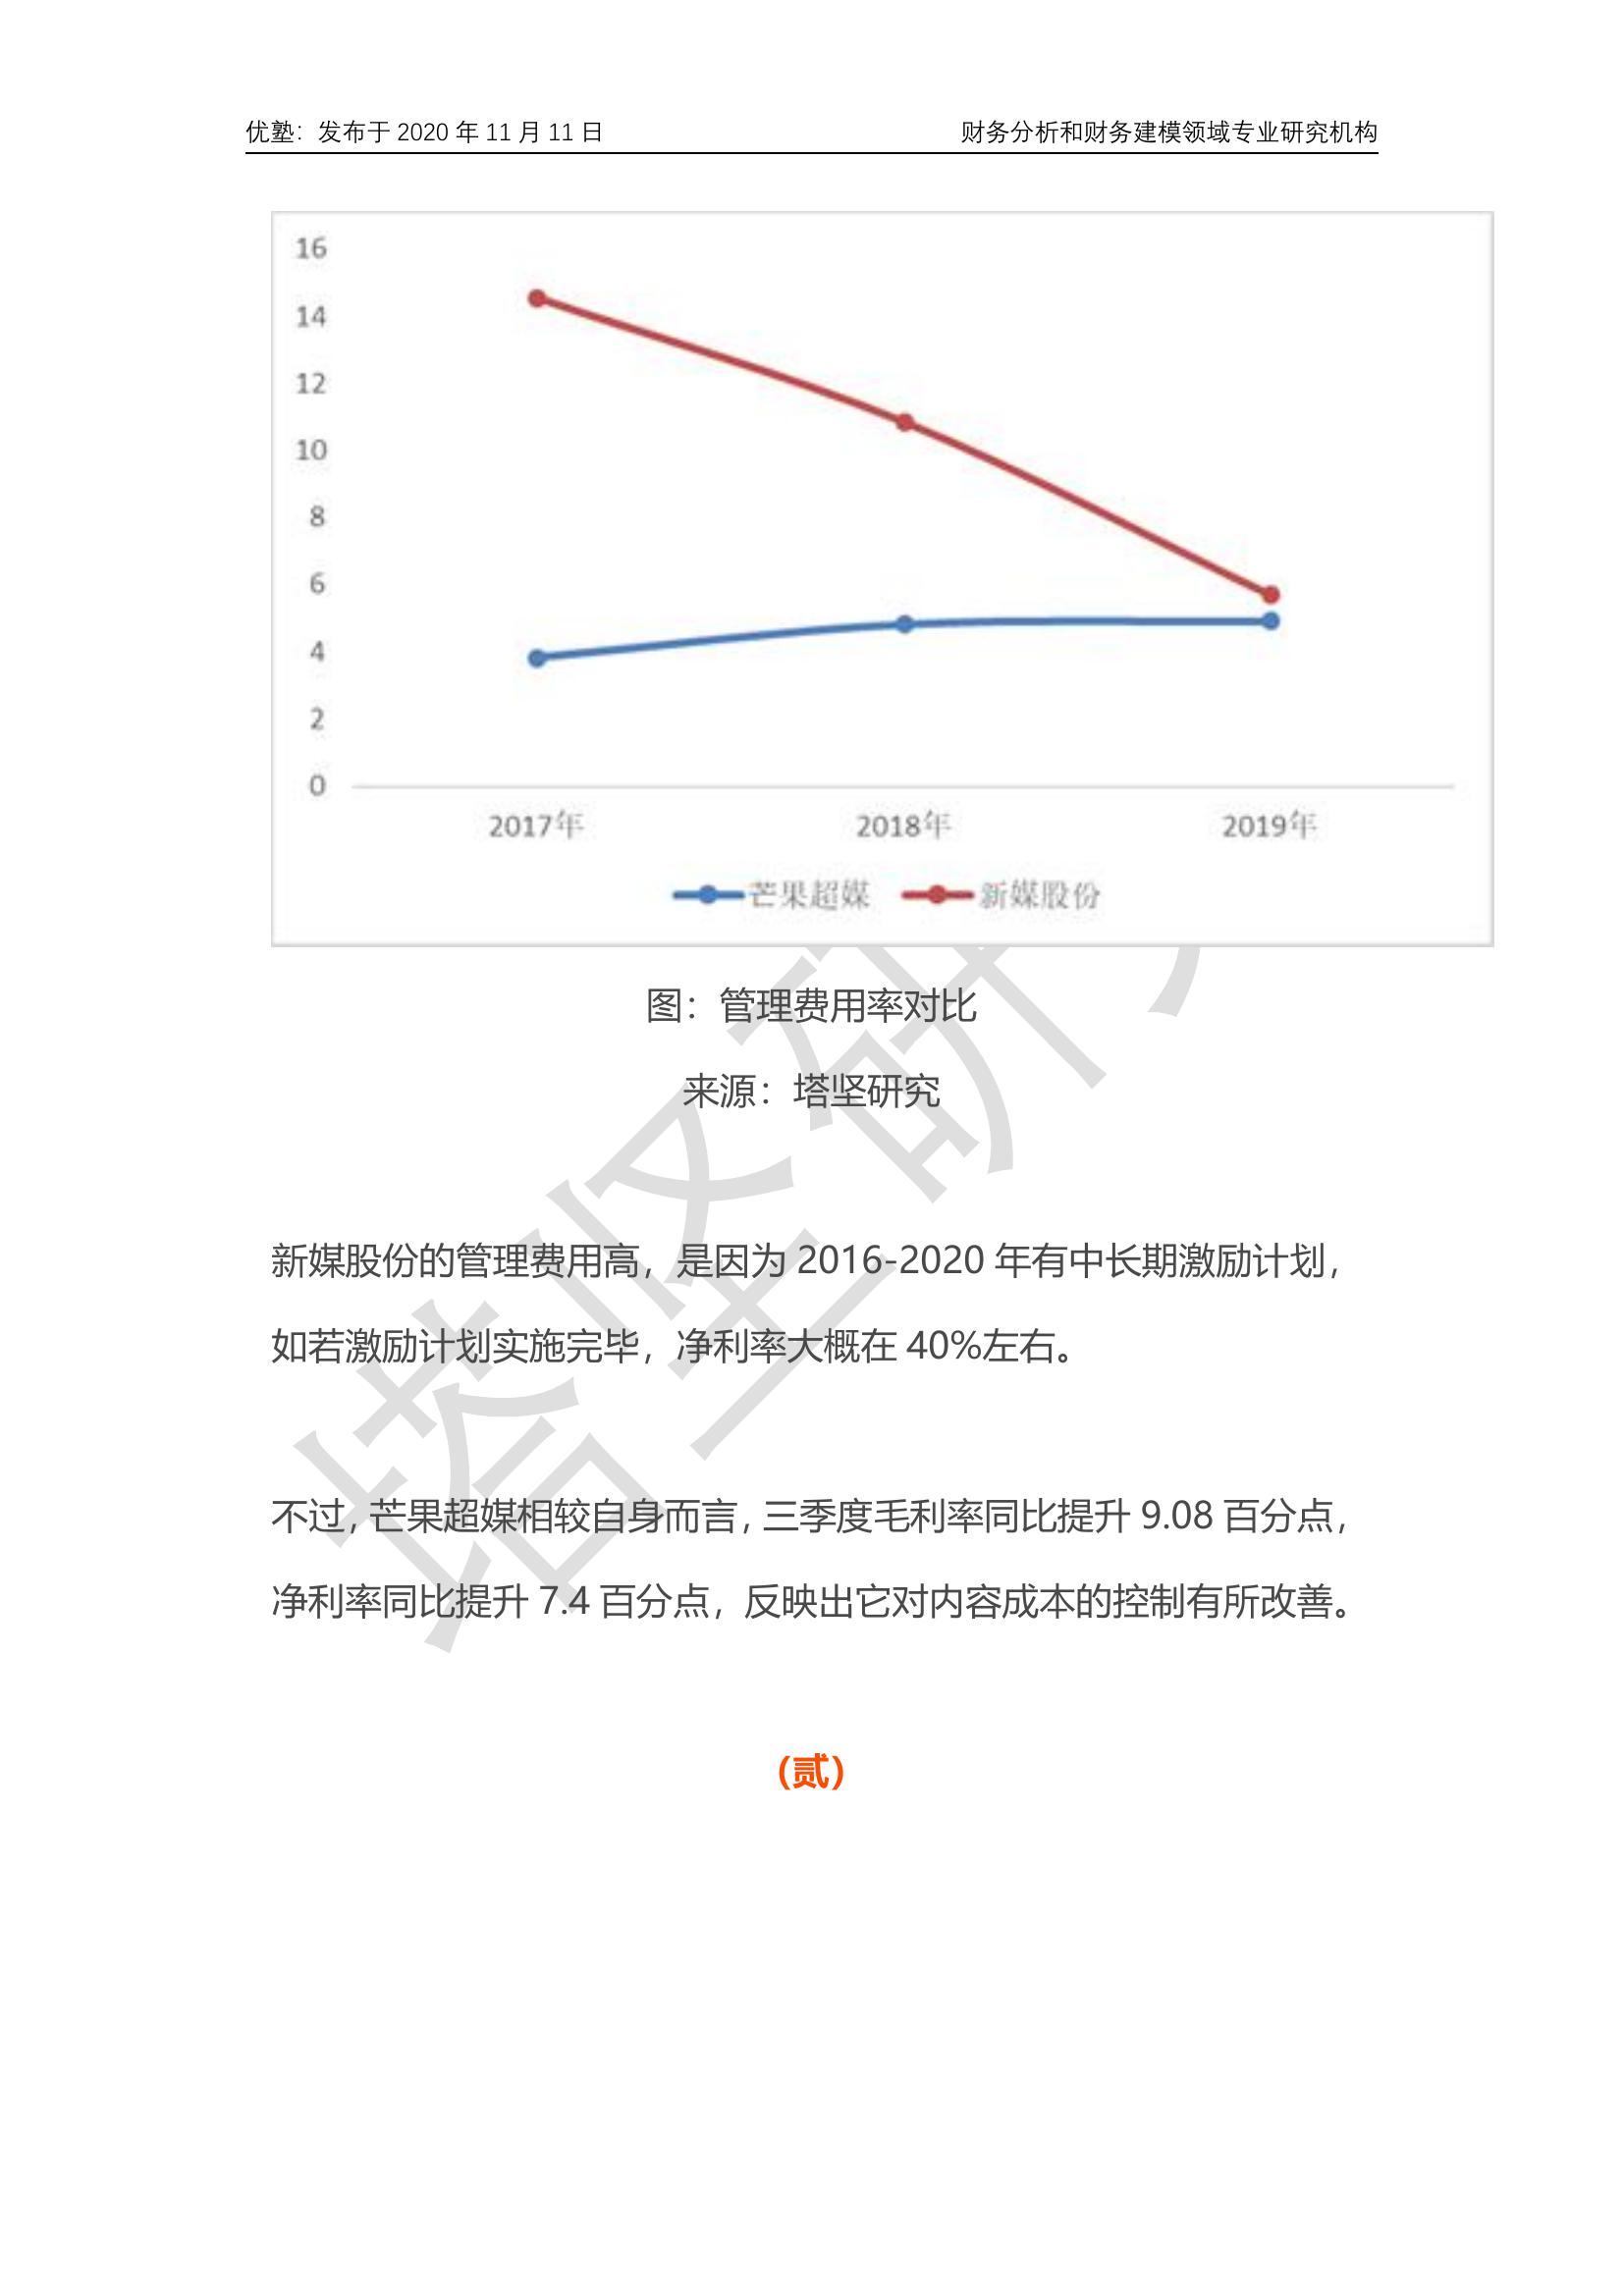 优塾：发布于 2020 年 11 月 11 日 财务分析和财务建模领域专业研究机构
16
14
12
10
8
6
4
2
0
2017年 2018年 2019年
芒果超媒 新媒股份
图：管理费用率对比
来源：塔坚研究
新媒股份的管理费用高，是因为 2016-2020 年有中长期激励计划，
如若激励计划实施完毕，净利率大概在 40%左右。
不过，芒果超媒相较自身而言，三季度毛利率同比提升 9.08 百分点，
净利率同比提升 7.4 百分点，反映出它对内容成本的控制有所改善。
（贰）
塔坚研